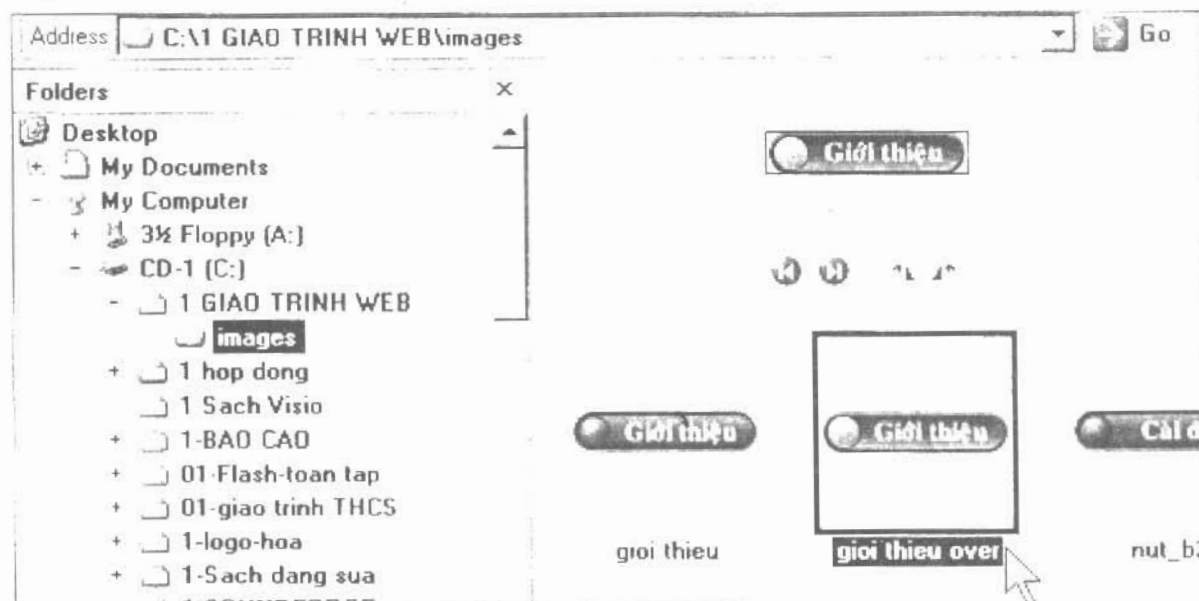 Address C:\1 GIAO TRINH WEB\images Go
Folders ×
Desktop
My Documents
My Computer
3½ Floppy (A:)
CD-1 (C:)
1 GIAO TRINH WEB
images
1 hop dong
1 Sach Visio
1-BAO CAO
01-Flash-toan tap
01-giao trinh THCS
1-logo-hoa
1-Sach dang sua
Giới thiệu
Giới thiệu Giới thiệu Cài
gioi thieu gioi thieu over nut_b